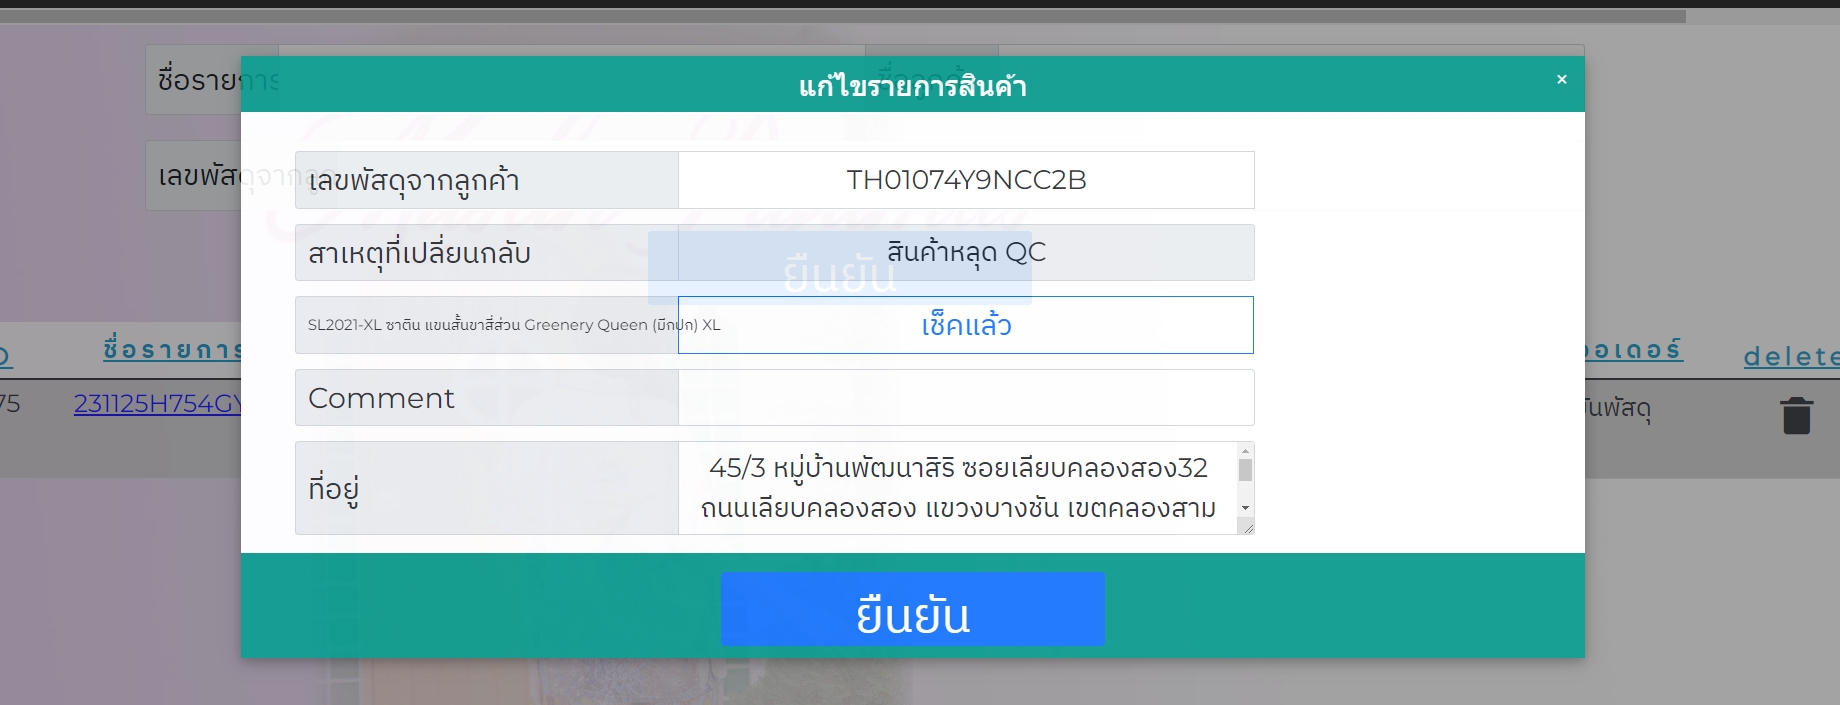 แก้ไขรายการสินค้า ×
ชื่อรายการ
เลขพัสดุจากลูก
เลขพัสดุจากลูกค้า TH01074Y9NCC2B
สาเหตุที่เปลี่ยนกลับ สินค้าหลุด QC
ยืนยัน
SL2021-XL ซาติน แขนสั้นขาสี่ส่วน Greenery Queen (มีกปก) XL เช็คแล้ว
ชื่อรายการ
อเดอร์ delete
Comment
75 231125H754GY
ันพัสดุ
ที่อยู่ 45/3 หมู่บ้านพัฒนาสิริ ซอยเลียบคลองสอง32
ถนนเลียบคลองสอง แขวงบางชัน เขตคลองสาม
ยืนยัน